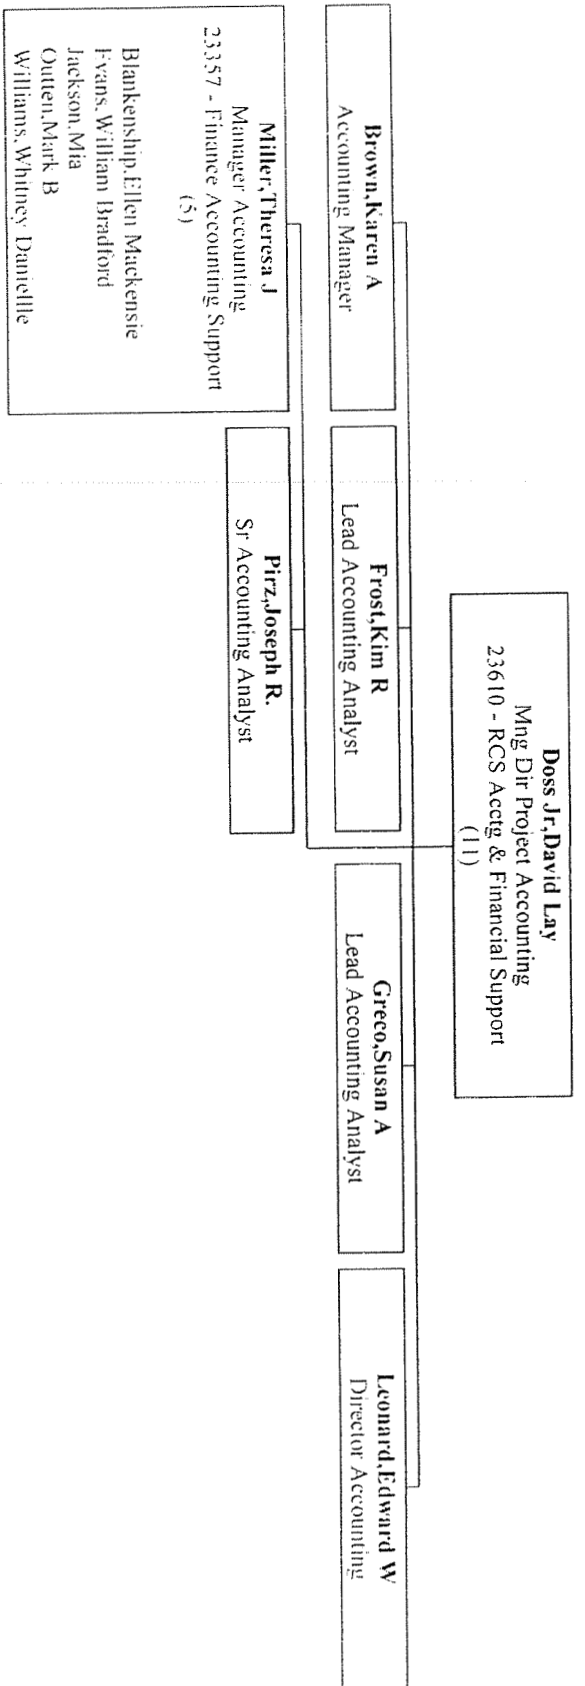 Doss Jr,David Lay
Mng Dir Project Accounting
23610 - RCS Acctg & Financial Support
(11)
Brown,Karen A
Accounting Manager
Frost,Kim R
Lead Accounting Analyst
Greco,Susan A
Lead Accounting Analyst
Leonard,Edward W
Director Accounting
Miller,Theresa J
Manager Accounting
23357 - Finance Accounting Support
(5)
Blankenship,Ellen Mackensie
Evans,William Bradford
Jackson,Mia
Outten,Mark B
Williams,Whitney Daniellle
Pirz,Joseph R.
Sr Accounting Analyst